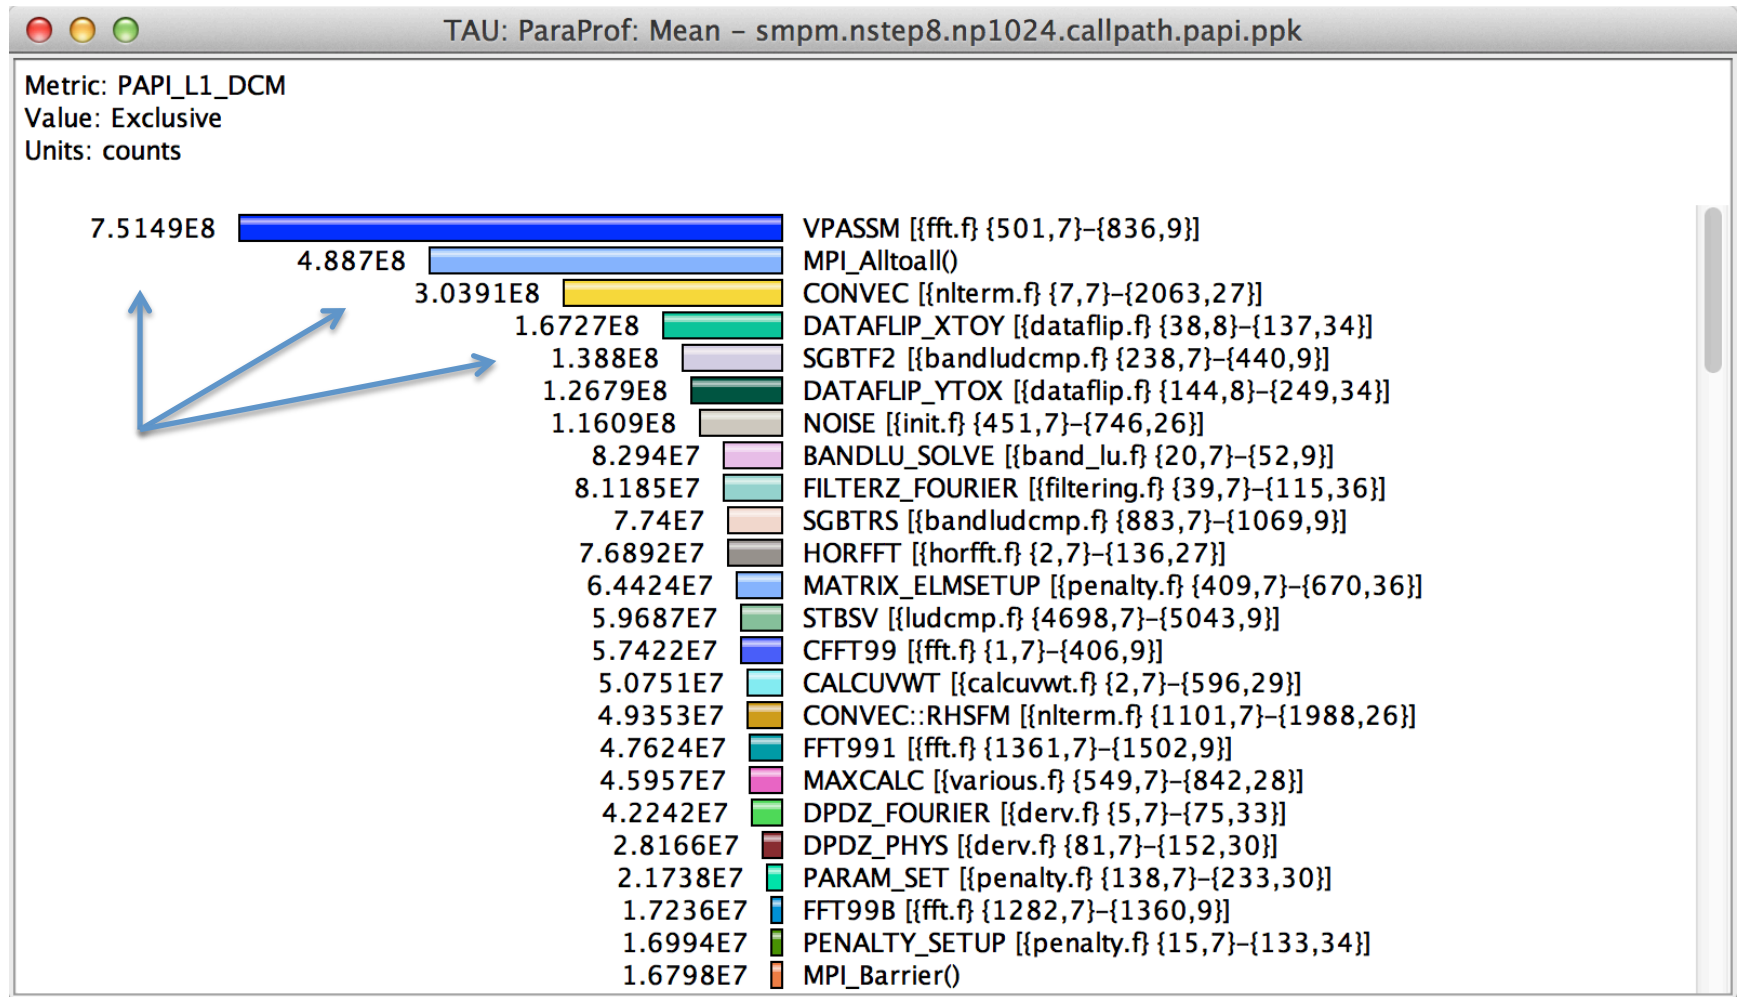 TAU: ParaProf: Mean – smpm.nstep8.np1024.callpath.papi.ppk
Metric: PAPI_L1_DCM
Value: Exclusive
Units: counts
7.5149E8 VPASSM [{fft.f} {501,7}–{836,9}]
4.887E8 MPI_Alltoall()
3.0391E8 CONVEC [{nlterm.f} {7,7}–{2063,27}]
1.6727E8 DATAFLIP_XTOY [{dataflip.f} {38,8}–{137,34}]
1.388E8 SGBTF2 [{bandludcmp.f} {238,7}–{440,9}]
1.2679E8 DATAFLIP_YTOX [{dataflip.f} {144,8}–{249,34}]
1.1609E8 NOISE [{init.f} {451,7}–{746,26}]
8.294E7 BANDLU_SOLVE [{band_lu.f} {20,7}–{52,9}]
8.1185E7 FILTERZ_FOURIER [{filtering.f} {39,7}–{115,36}]
7.74E7 SGBTRS [{bandludcmp.f} {883,7}–{1069,9}]
7.6892E7 HORFFT [{horfft.f} {2,7}–{136,27}]
6.4424E7 MATRIX_ELMSETUP [{penalty.f} {409,7}–{670,36}]
5.9687E7 STBSV [{ludcmp.f} {4698,7}–{5043,9}]
5.7422E7 CFFT99 [{fft.f} {1,7}–{406,9}]
5.0751E7 CALCUVWT [{calcuvwt.f} {2,7}–{596,29}]
4.9353E7 CONVEC::RHSFM [{nlterm.f} {1101,7}–{1988,26}]
4.7624E7 FFT991 [{fft.f} {1361,7}–{1502,9}]
4.5957E7 MAXCALC [{various.f} {549,7}–{842,28}]
4.2242E7 DPDZ_FOURIER [{derv.f} {5,7}–{75,33}]
2.8166E7 DPDZ_PHYS [{derv.f} {81,7}–{152,30}]
2.1738E7 PARAM_SET [{penalty.f} {138,7}–{233,30}]
1.7236E7 FFT99B [{fft.f} {1282,7}–{1360,9}]
1.6994E7 PENALTY_SETUP [{penalty.f} {15,7}–{133,34}]
1.6798E7 MPI_Barrier()